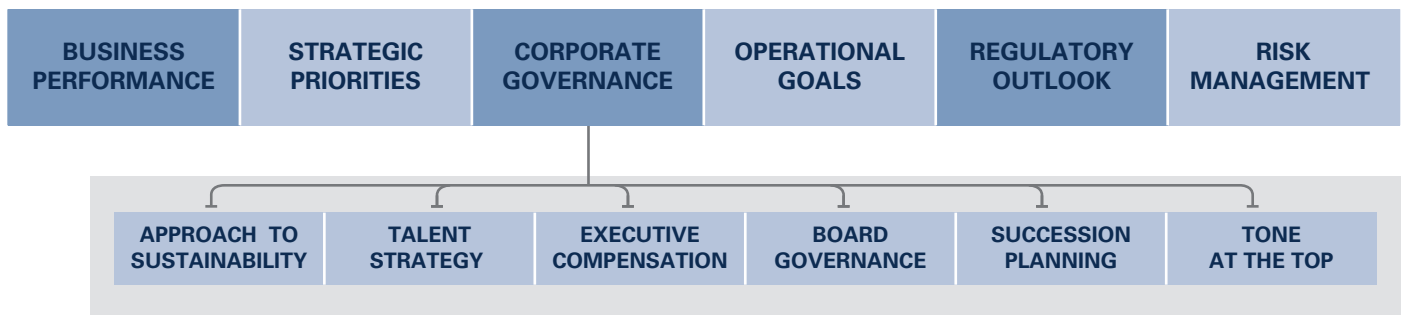 BUSINESS
PERFORMANCE
STRATEGIC
PRIORITIES
CORPORATE
GOVERNANCE
OPERATIONAL
GOALS
REGULATORY
OUTLOOK
RISK
MANAGEMENT
APPROACH TO
SUSTAINABILITY
TALENT
STRATEGY
EXECUTIVE
COMPENSATION
BOARD
GOVERNANCE
SUCCESSION
PLANNING
TONE
AT THE TOP